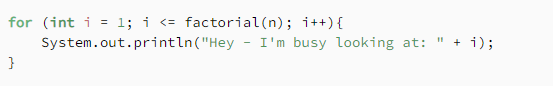 for (int i = 1; i <= factorial(n); i++){
    System.out.println("Hey - I'm busy looking at: " + i);
}